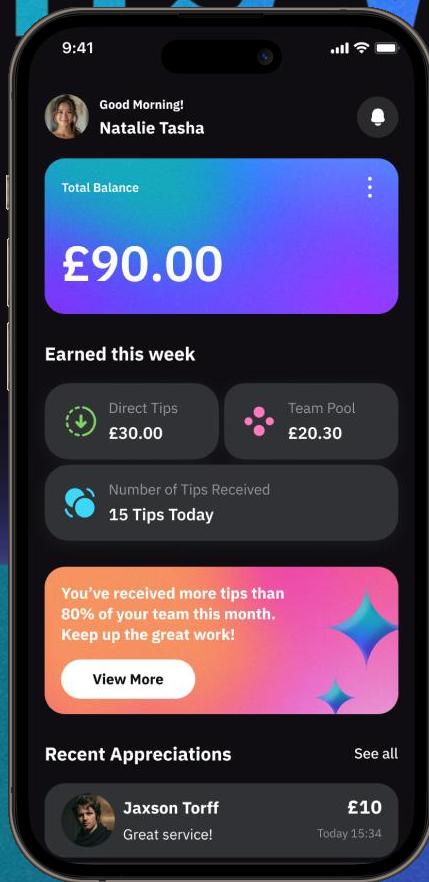 9:41
Good Morning!
Natalie Tasha
Total Balance
£90.00
Earned this week
Direct Tips
£30.00
Team Pool
£20.30
Number of Tips Received
15 Tips Today
You’ve received more tips than
80% of your team this month.
Keep up the great work!
View More
Recent Appreciations
See all
Jaxson Torff
£10
Great service!
Today 15:34